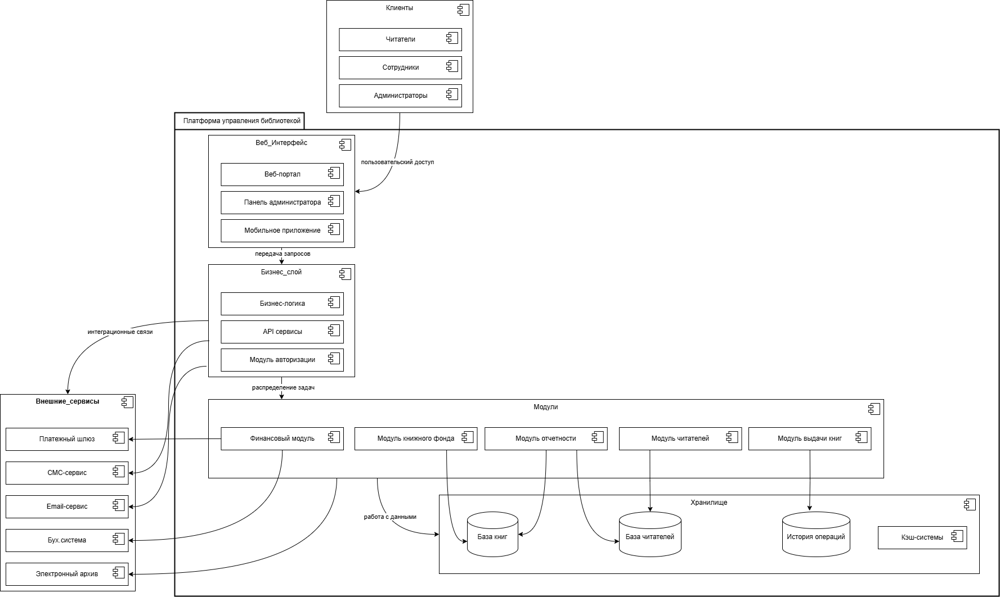 Клиенты
Читатели
Сотрудники
Администраторы
Платформа управления библиотекой
Веб_Интерфейс
пользовательский доступ
Веб-портал
Панель администратора
Мобильное приложение
передача запросов
Бизнес_слой
Бизнес-логика
интеграционные связи
API сервисы
Модуль авторизации
распределение задач
Внешние_сервисы
Модули
Платежный шлюз
Финансовый модуль
Модуль книжного фонда
Модуль отчетности
Модуль читателей
Модуль выдачи книг
СМС-сервис
Email-сервис
Хранилище
работа с данными
Бух.система
База книг
База читателей
История операций
Кэш-системы
Электронный архив